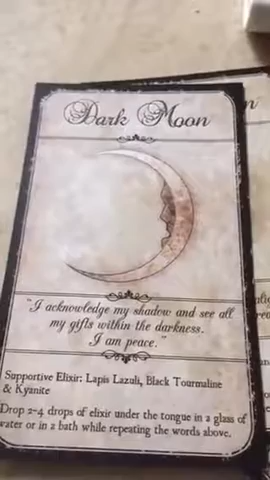 Dark Moon
"I acknowledge my shadow and see all
my gifts within the darkness.
I am peace."
Supportive Elixir: Lapis Lazuli, Black Tourmaline
& Kyanite
Drop 2-4 drops of elixir under the tongue in a glass of
water or in a bath while repeating the words above.